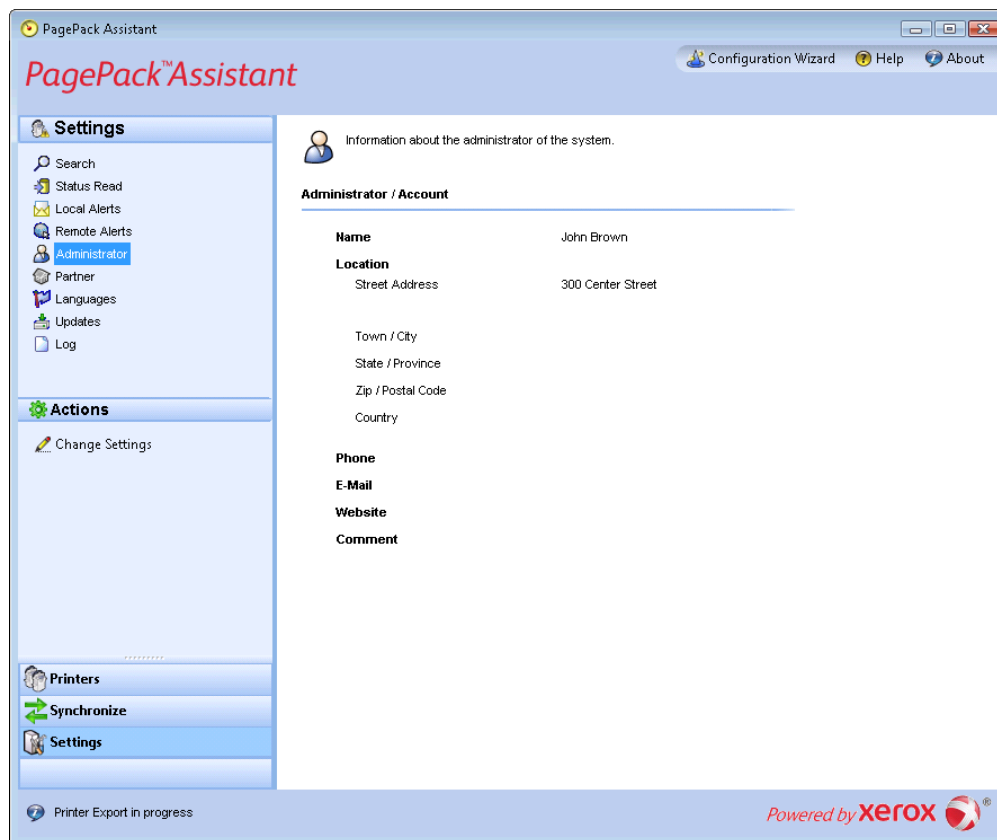 PagePack Assistant
PagePack™Assistant
Configuration Wizard Help About
Settings
Search
Status Read
Local Alerts
Remote Alerts
Administrator
Partner
Languages
Updates
Log
Actions
Change Settings
Printers
Synchronize
Settings
Information about the administrator of the system.
Administrator / Account
Name John Brown
Location
Street Address 300 Center Street
Town / City
State / Province
Zip / Postal Code
Country
Phone
E-Mail
Website
Comment
Printer Export in progress
Powered by xerox ®